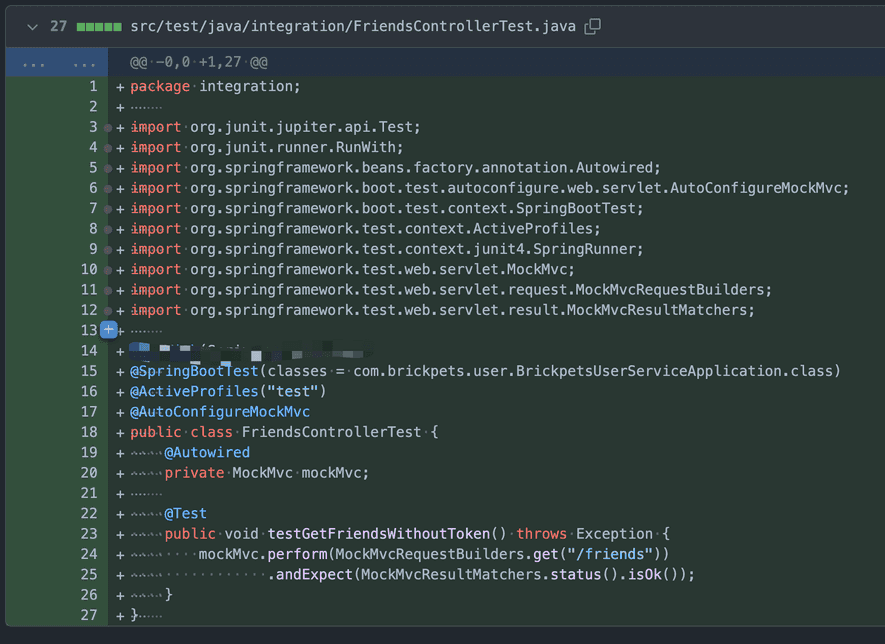 27 src/test/java/integration/FriendsControllerTest.java
... ... @@ -0,0 +1,27 @@
1 + package integration;
2 +
3 + import org.junit.jupiter.api.Test;
4 + import org.junit.runner.RunWith;
5 + import org.springframework.beans.factory.annotation.Autowired;
6 + import org.springframework.boot.test.autoconfigure.web.servlet.AutoConfigureMockMvc;
7 + import org.springframework.boot.test.context.SpringBootTest;
8 + import org.springframework.test.context.ActiveProfiles;
9 + import org.springframework.test.context.junit4.SpringRunner;
10 + import org.springframework.test.web.servlet.MockMvc;
11 + import org.springframework.test.web.servlet.request.MockMvcRequestBuilders;
12 + import org.springframework.test.web.servlet.result.MockMvcResultMatchers;
13 +
14 +
15 + @SpringBootTest(classes = com.brickpets.user.BrickpetsUserServiceApplication.class)
16 + @ActiveProfiles("test")
17 + @AutoConfigureMockMvc
18 + public class FriendsControllerTest {
19 + @Autowired
20 + private MockMvc mockMvc;
21 +
22 + @Test
23 + public void testGetFriendsWithoutToken() throws Exception {
24 + mockMvc.perform(MockMvcRequestBuilders.get("/friends"))
25 + .andExpect(MockMvcResultMatchers.status().isOk());
26 + }
27 + }